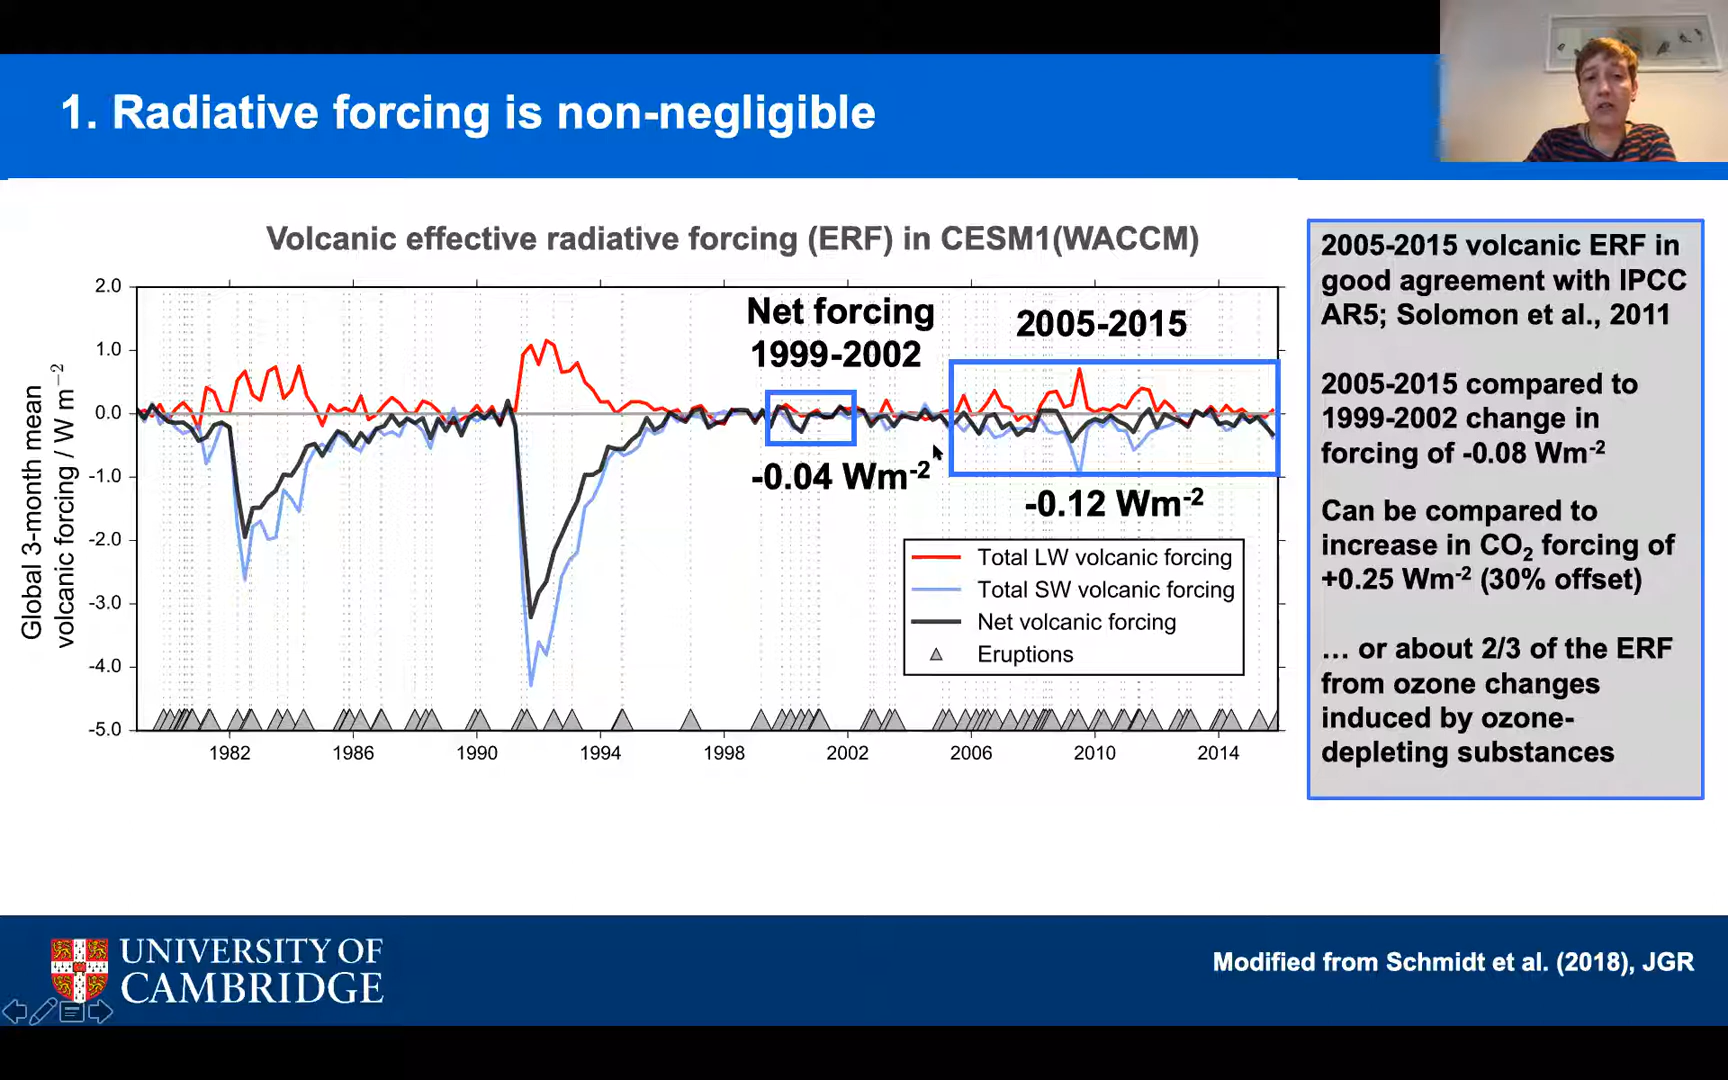 1. Radiative forcing is non-negligible
Volcanic effective radiative forcing (ERF) in CESM1(WACCM)
Global 3-month mean
volcanic forcing / W m⁻²
2.0
1.0
0.0
-1.0
-2.0
-3.0
-4.0
-5.0
1982
1986
1990
1994
1998
2002
2006
2010
2014
Net forcing
1999-2002
-0.04 Wm⁻²
2005-2015
-0.12 Wm⁻²
Total LW volcanic forcing
Total SW volcanic forcing
Net volcanic forcing
Eruptions
2005-2015 volcanic ERF in
good agreement with IPCC
AR5; Solomon et al., 2011
2005-2015 compared to
1999-2002 change in
forcing of -0.08 Wm⁻²
Can be compared to
increase in CO₂ forcing of
+0.25 Wm⁻² (30% offset)
... or about 2/3 of the ERF
from ozone changes
induced by ozone-
depleting substances
UNIVERSITY OF
CAMBRIDGE
Modified from Schmidt et al. (2018), JGR